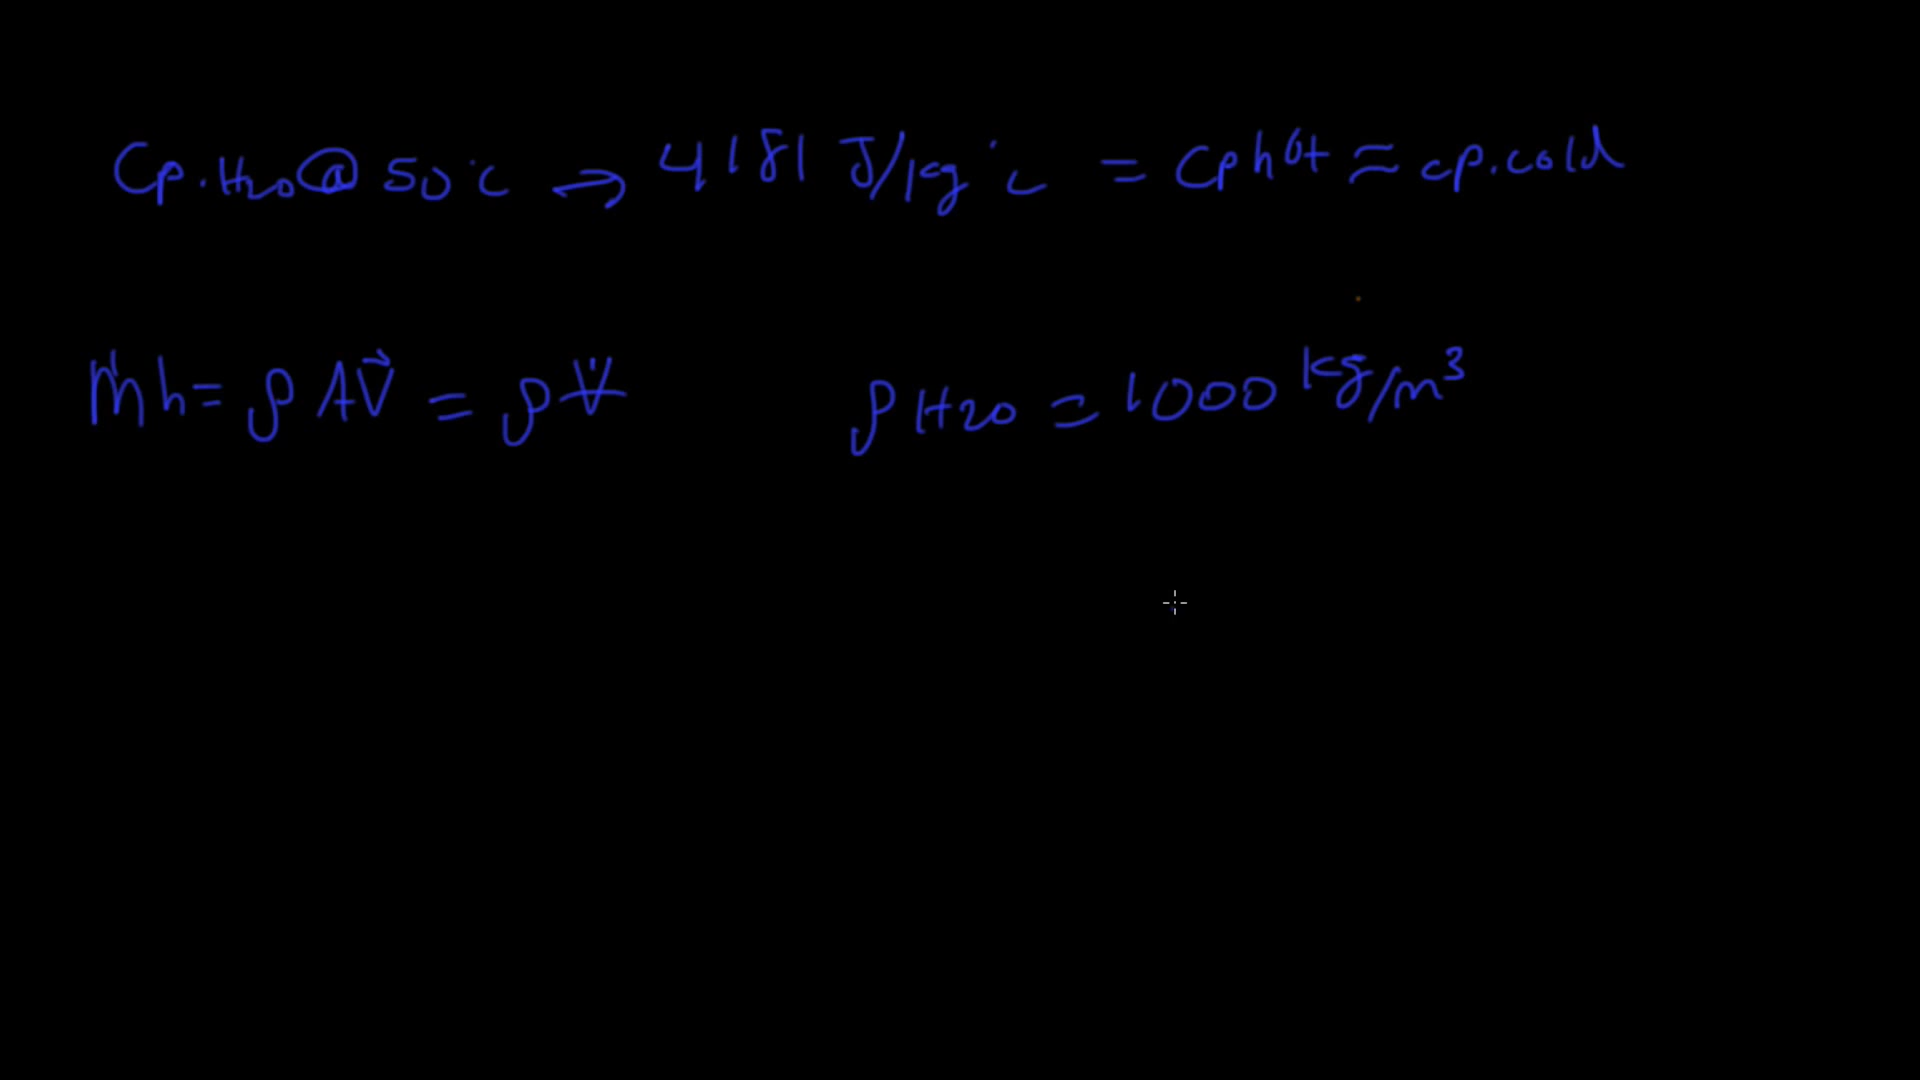 Cp.H2O @ 50°C → 4181 J/kg°C = Cp hot ≈ cp.cold
ṁh = ρAV⃗ = ρV̶̇ ρH2O = 1000 kg/m³